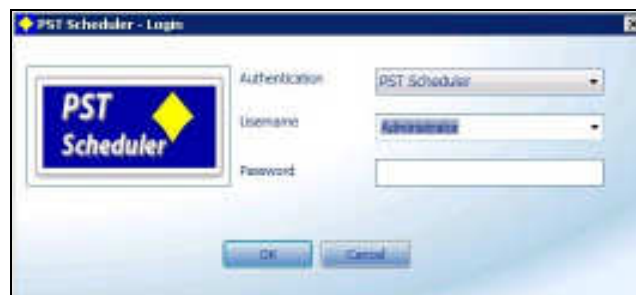 PST Scheduler - Login
Authentication
PST Scheduler
PST
Scheduler
Username
Administrator
Password
OK
Cancel